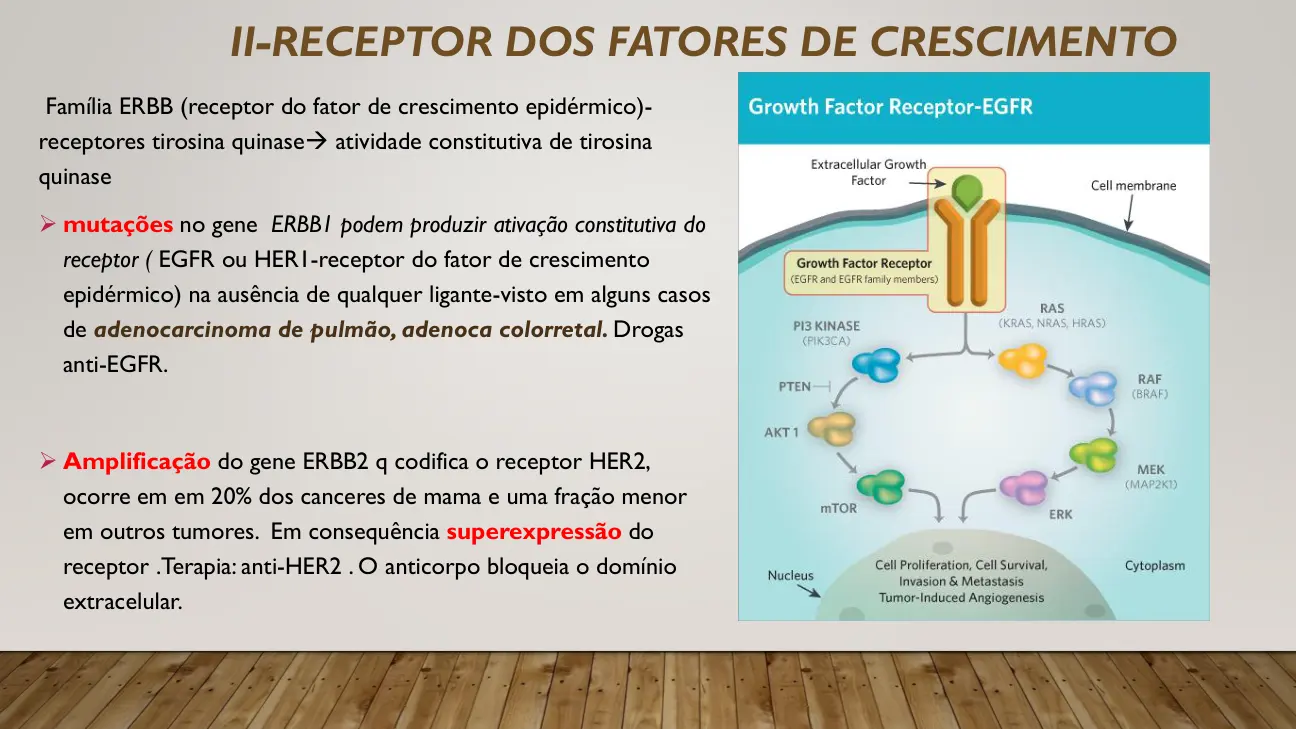 II-RECEPTOR DOS FATORES DE CRESCIMENTO
Família ERBB (receptor do fator de crescimento epidérmico)-
receptores tirosina quinase→ atividade constitutiva de tirosina
quinase
➢ mutações no gene ERBB1 podem produzir ativação constitutiva do
receptor ( EGFR ou HER1-receptor do fator de crescimento
epidérmico) na ausência de qualquer ligante-visto em alguns casos
de adenocarcinoma de pulmão, adenoca colorretal. Drogas
anti-EGFR.
➢ Amplificação do gene ERBB2 q codifica o receptor HER2,
ocorre em em 20% dos canceres de mama e uma fração menor
em outros tumores. Em consequência superexpressão do
receptor .Terapia: anti-HER2 . O anticorpo bloqueia o domínio
extracelular.
Growth Factor Receptor-EGFR
Extracellular Growth
Factor
Cell membrane
Growth Factor Receptor
(EGFR and EGFR family members)
RAS
(KRAS, NRAS, HRAS)
PI3 KINASE
(PIK3CA)
PTEN
RAF
(BRAF)
AKT 1
MEK
(MAP2K1)
mTOR
ERK
Cell Proliferation, Cell Survival,
Invasion & Metastasis
Tumor-Induced Angiogenesis
Nucleus
Cytoplasm